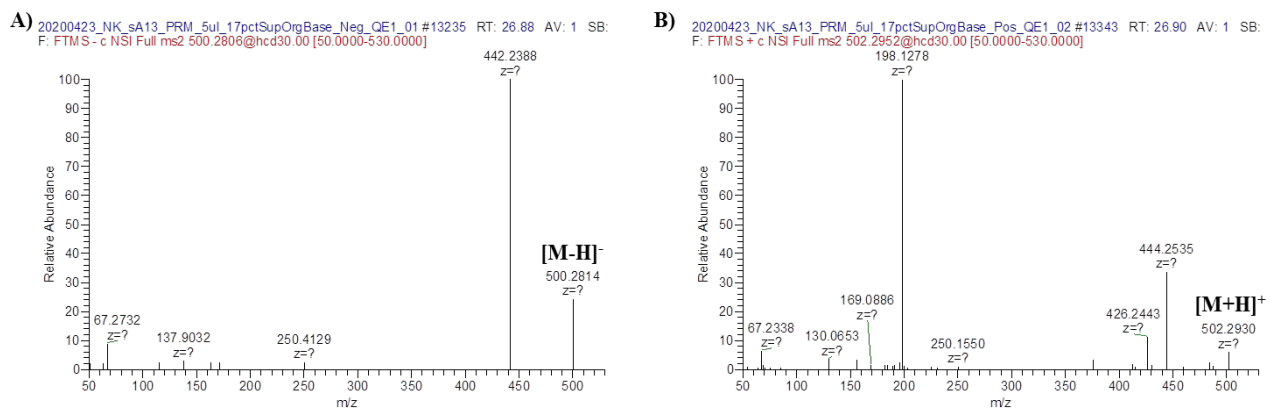 A)
20200423_NK_sA13_PRM_5ul_17pctSupOrgBase_Neg_QE1_01 #13235 RT: 26.88 AV: 1 SB:
F: FTMS - c NSI Full ms2 500.2806@hcd30.00 [50.0000-530.0000]
442.2388
z=?
100
90
80
70
60
50
40
30
20
10
0
Relative Abundance
[M-H]-
500.2814
z=?
67.2732
z=?
137.9032
z=?
250.4129
z=?
50 100 150 200 250 300 350 400 450 500
m/z
B)
20200423_NK_sA13_PRM_5ul_17pctSupOrgBase_Pos_QE1_02 #13343 RT: 26.90 AV: 1 SB:
F: FTMS + c NSI Full ms2 502.2952@hcd30.00 [50.0000-530.0000]
198.1278
z=?
100
90
80
70
60
50
40
30
20
10
0
Relative Abundance
444.2535
z=?
[M+H]+
502.2930
z=?
426.2443
z=?
169.0886
z=?
67.2338
z=?
130.0653
z=?
250.1550
z=?
50 100 150 200 250 300 350 400 450 500
m/z